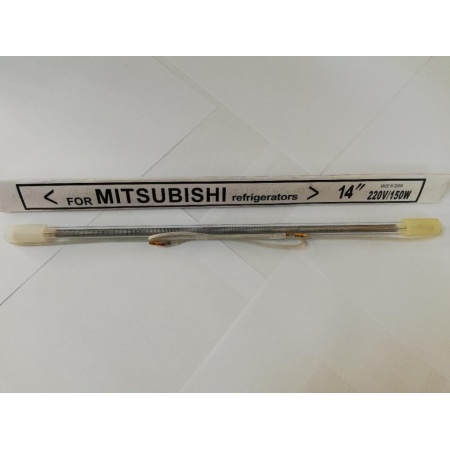 < FOR MITSUBISHI refrigerators > 14" MADE IN CHINA
220V/150W